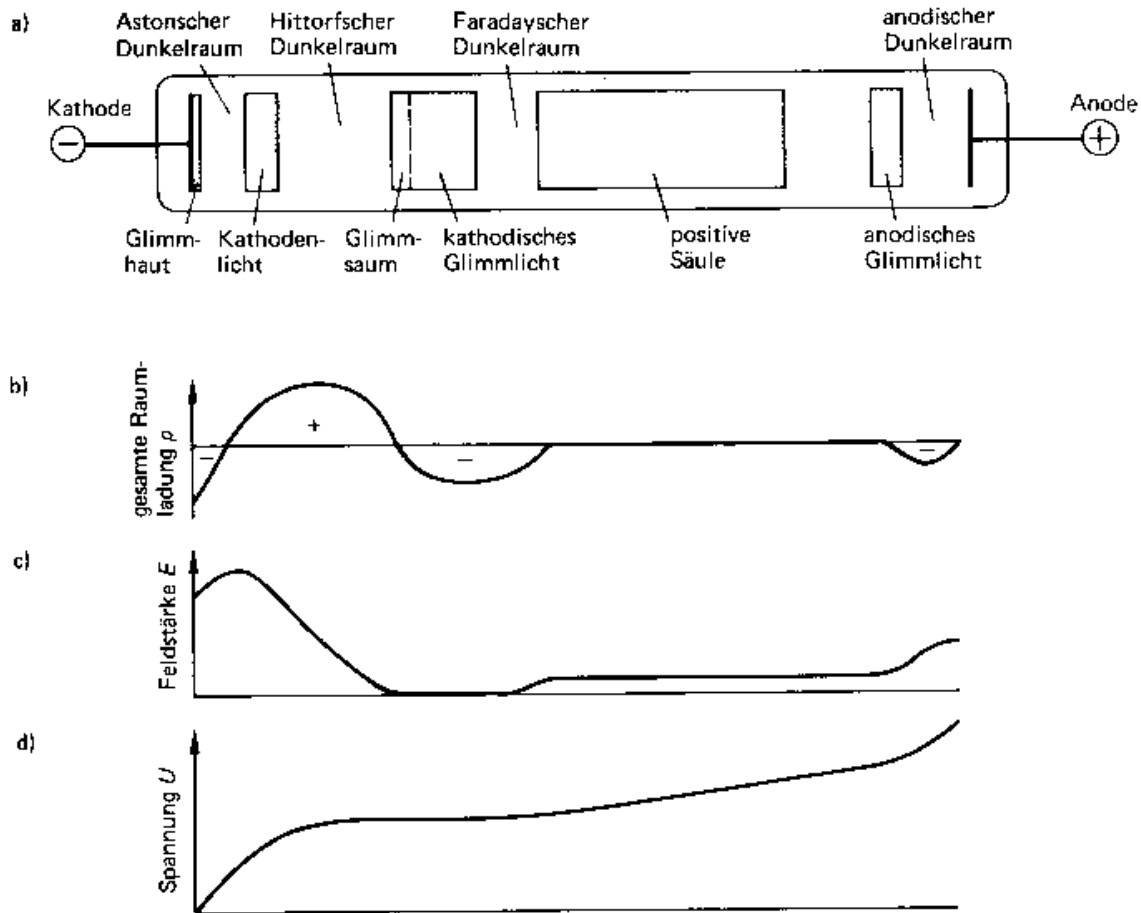 a)
Astonscher
Dunkelraum
Hittorfscher
Dunkelraum
Faradayscher
Dunkelraum
anodischer
Dunkelraum
Kathode
−
Anode
+
Glimm-
haut
Kathoden-
licht
Glimm-
saum
kathodisches
Glimmlicht
positive
Säule
anodisches
Glimmlicht
b)
gesamte Raum-
ladung ρ
−
+
−
−
c)
Feldstärke E
d)
Spannung U